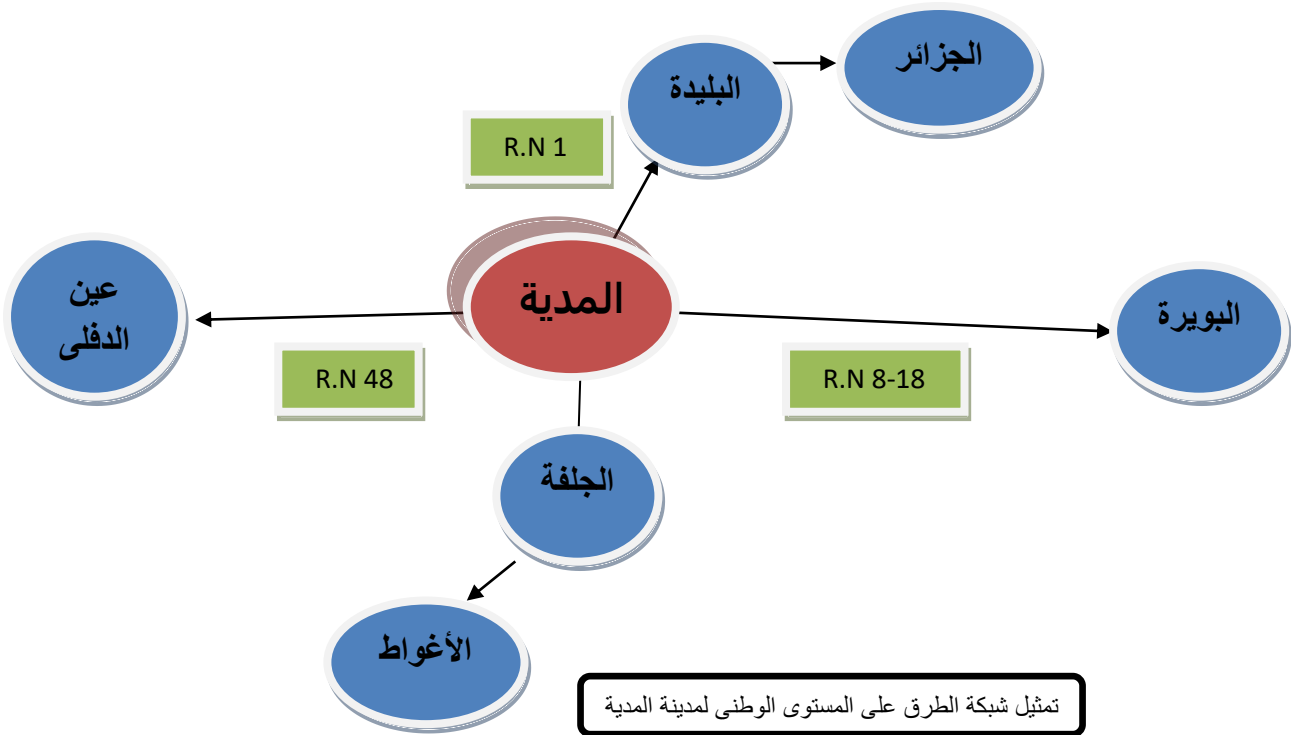 الجزائر
البليدة
R.N 1
المدية
عين
الدفلى
البويرة
R.N 48
R.N 8-18
الجلفة
الأغواط
تمثيل شبكة الطرق على المستوى الوطنى لمدينة المدية